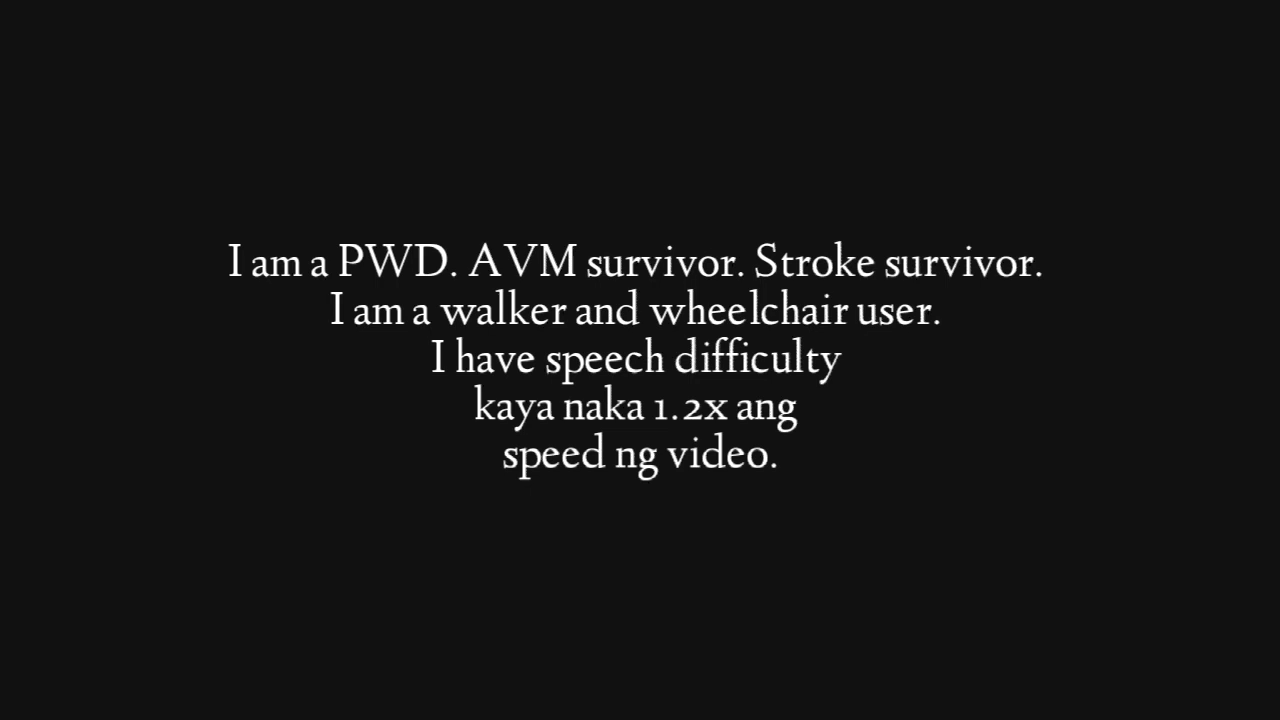 I am a PWD. AVM survivor. Stroke survivor.
I am a walker and wheelchair user.
I have speech difficulty
kaya naka 1.2x ang
speed ng video.